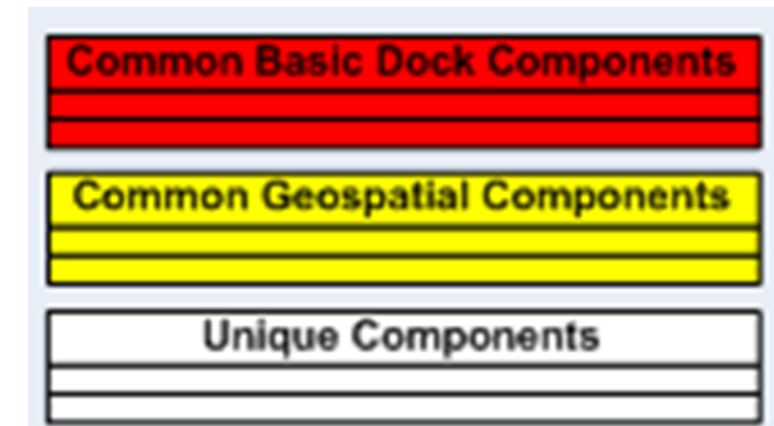 Common Basic Dock Components
Common Geospatial Components
Unique Components